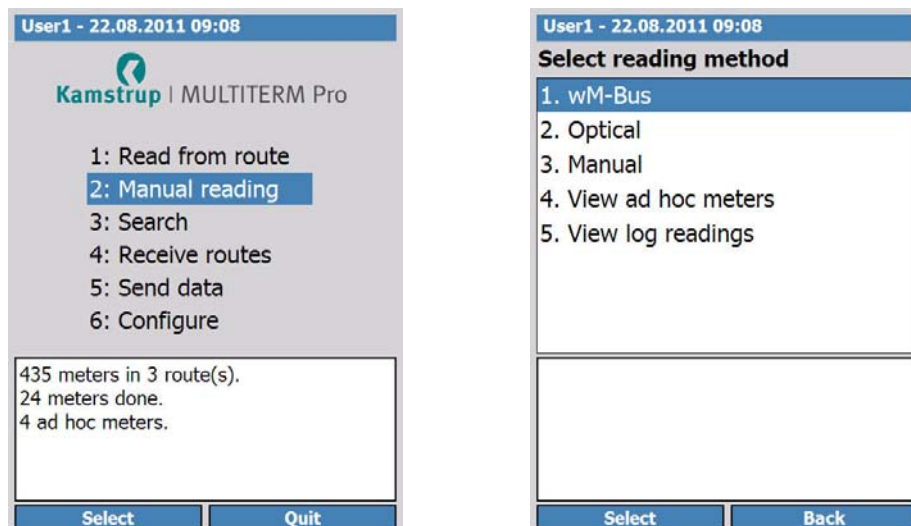 User1 - 22.08.2011 09:08
Kamstrup | MULTITERM Pro
1: Read from route
2: Manual reading
3: Search
4: Receive routes
5: Send data
6: Configure
435 meters in 3 route(s).
24 meters done.
4 ad hoc meters.
Select
Quit
User1 - 22.08.2011 09:08
Select reading method
1. wM-Bus
2. Optical
3. Manual
4. View ad hoc meters
5. View log readings
Select
Back